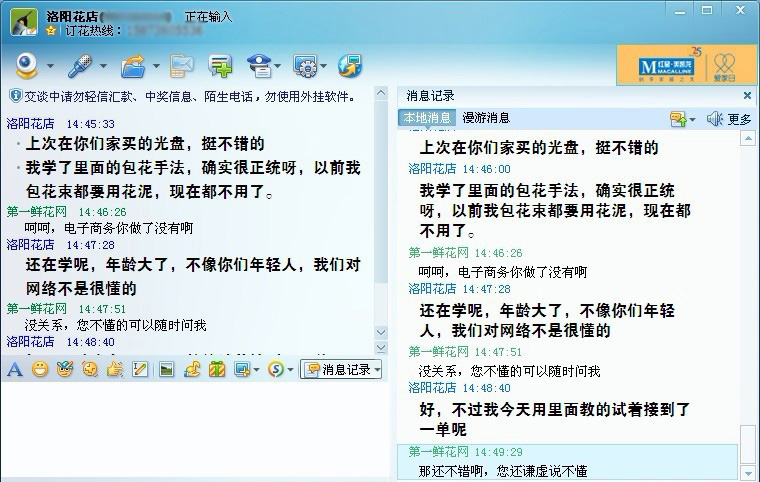 洛阳花店
正在输入
订花热线：
25
红星·美凯龙
MACALLINE
爱家日
交谈中请勿轻信汇款、中奖信息、陌生电话，勿使用外挂软件。
洛阳花店 14:45:33
上次在你们家买的光盘，挺不错的
我学了里面的包花手法，确实很正统呀，以前我
包花束都要用花泥，现在都不用了。
第一鲜花网 14:46:26
呵呵，电子商务你做了没有啊
洛阳花店 14:47:28
还在学呢，年龄大了，不像你们年轻人，我们对
网络不是很懂的
第一鲜花网 14:47:51
没关系，您不懂的可以随时问我
洛阳花店 14:48:40
消息记录
消息记录
本地消息 漫游消息 更多
上次在你们家买的光盘，挺不错的
洛阳花店 14:46:00
我学了里面的包花手法，确实很正统
呀，以前我包花束都要用花泥，现在都
不用了。
第一鲜花网 14:46:26
呵呵，电子商务你做了没有啊
洛阳花店 14:47:28
还在学呢，年龄大了，不像你们年轻
人，我们对网络不是很懂的
第一鲜花网 14:47:51
没关系，您不懂的可以随时问我
洛阳花店 14:48:40
好，不过我今天用里面教的试着接到了
一单呢
第一鲜花网 14:49:29
那还不错啊，您还谦虚说不懂